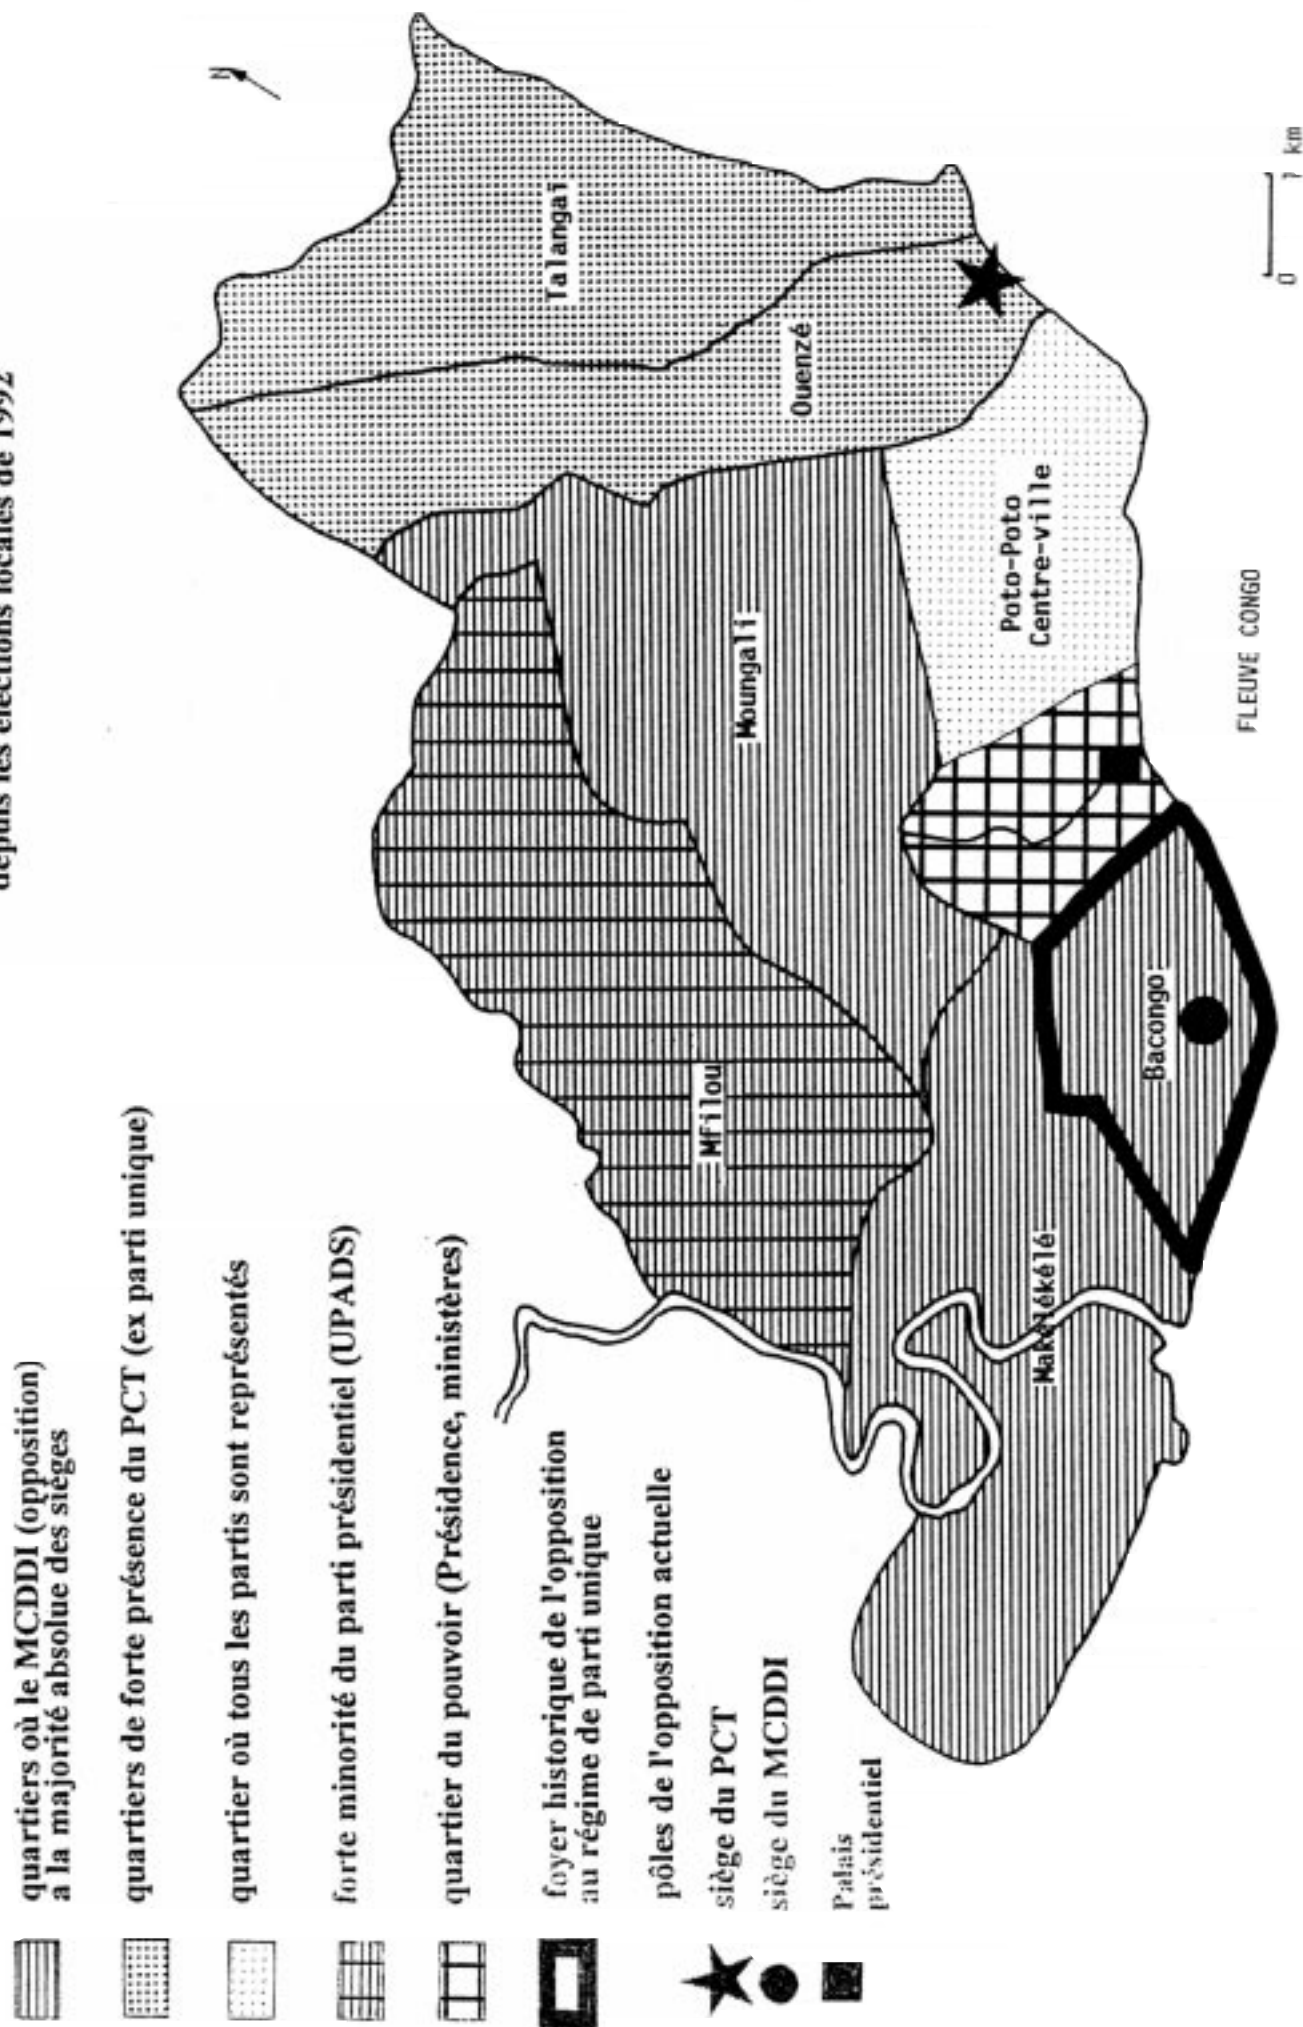 depuis les élections locales de 1992
quartiers où le MCDDI (opposition)
a la majorité absolue des sièges
quartiers de forte présence du PCT (ex parti unique)
quartier où tous les partis sont représentés
forte minorité du parti présidentiel (UPADS)
quartier du pouvoir (Présidence, ministères)
foyer historique de l'opposition
au régime de parti unique
pôles de l'opposition actuelle
siège du PCT
siège du MCDDI
Palais
présidentiel
N
Talangaï
Ouenzé
Moungali
Poto-Poto
Centre-ville
Mfilou
Bacongo
Makélékélé
FLEUVE CONGO
0 1 km